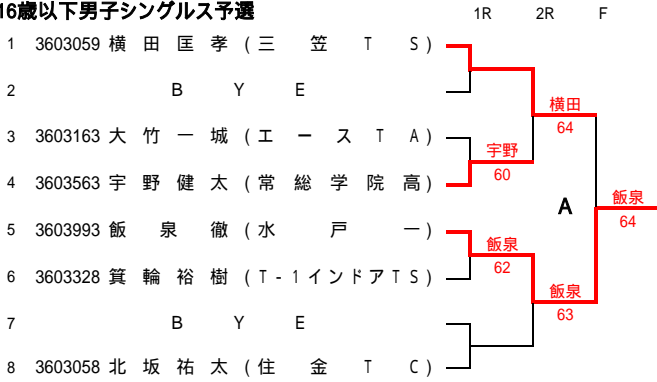 16歳以下男子シングルス予選
1R 2R F
1 3603059 横田匡孝(三笠TS)
2 BYE
横田
64
3 3603163 大竹一城(エースTA)
宇野
60
4 3603563 宇野健太(常総学院高)
A
飯泉
64
5 3603993 飯泉徹(水戸一)
飯泉
62
6 3603328 箕輪裕樹(T-1インドアTS)
飯泉
63
7 BYE
8 3603058 北坂祐太(住金TC)